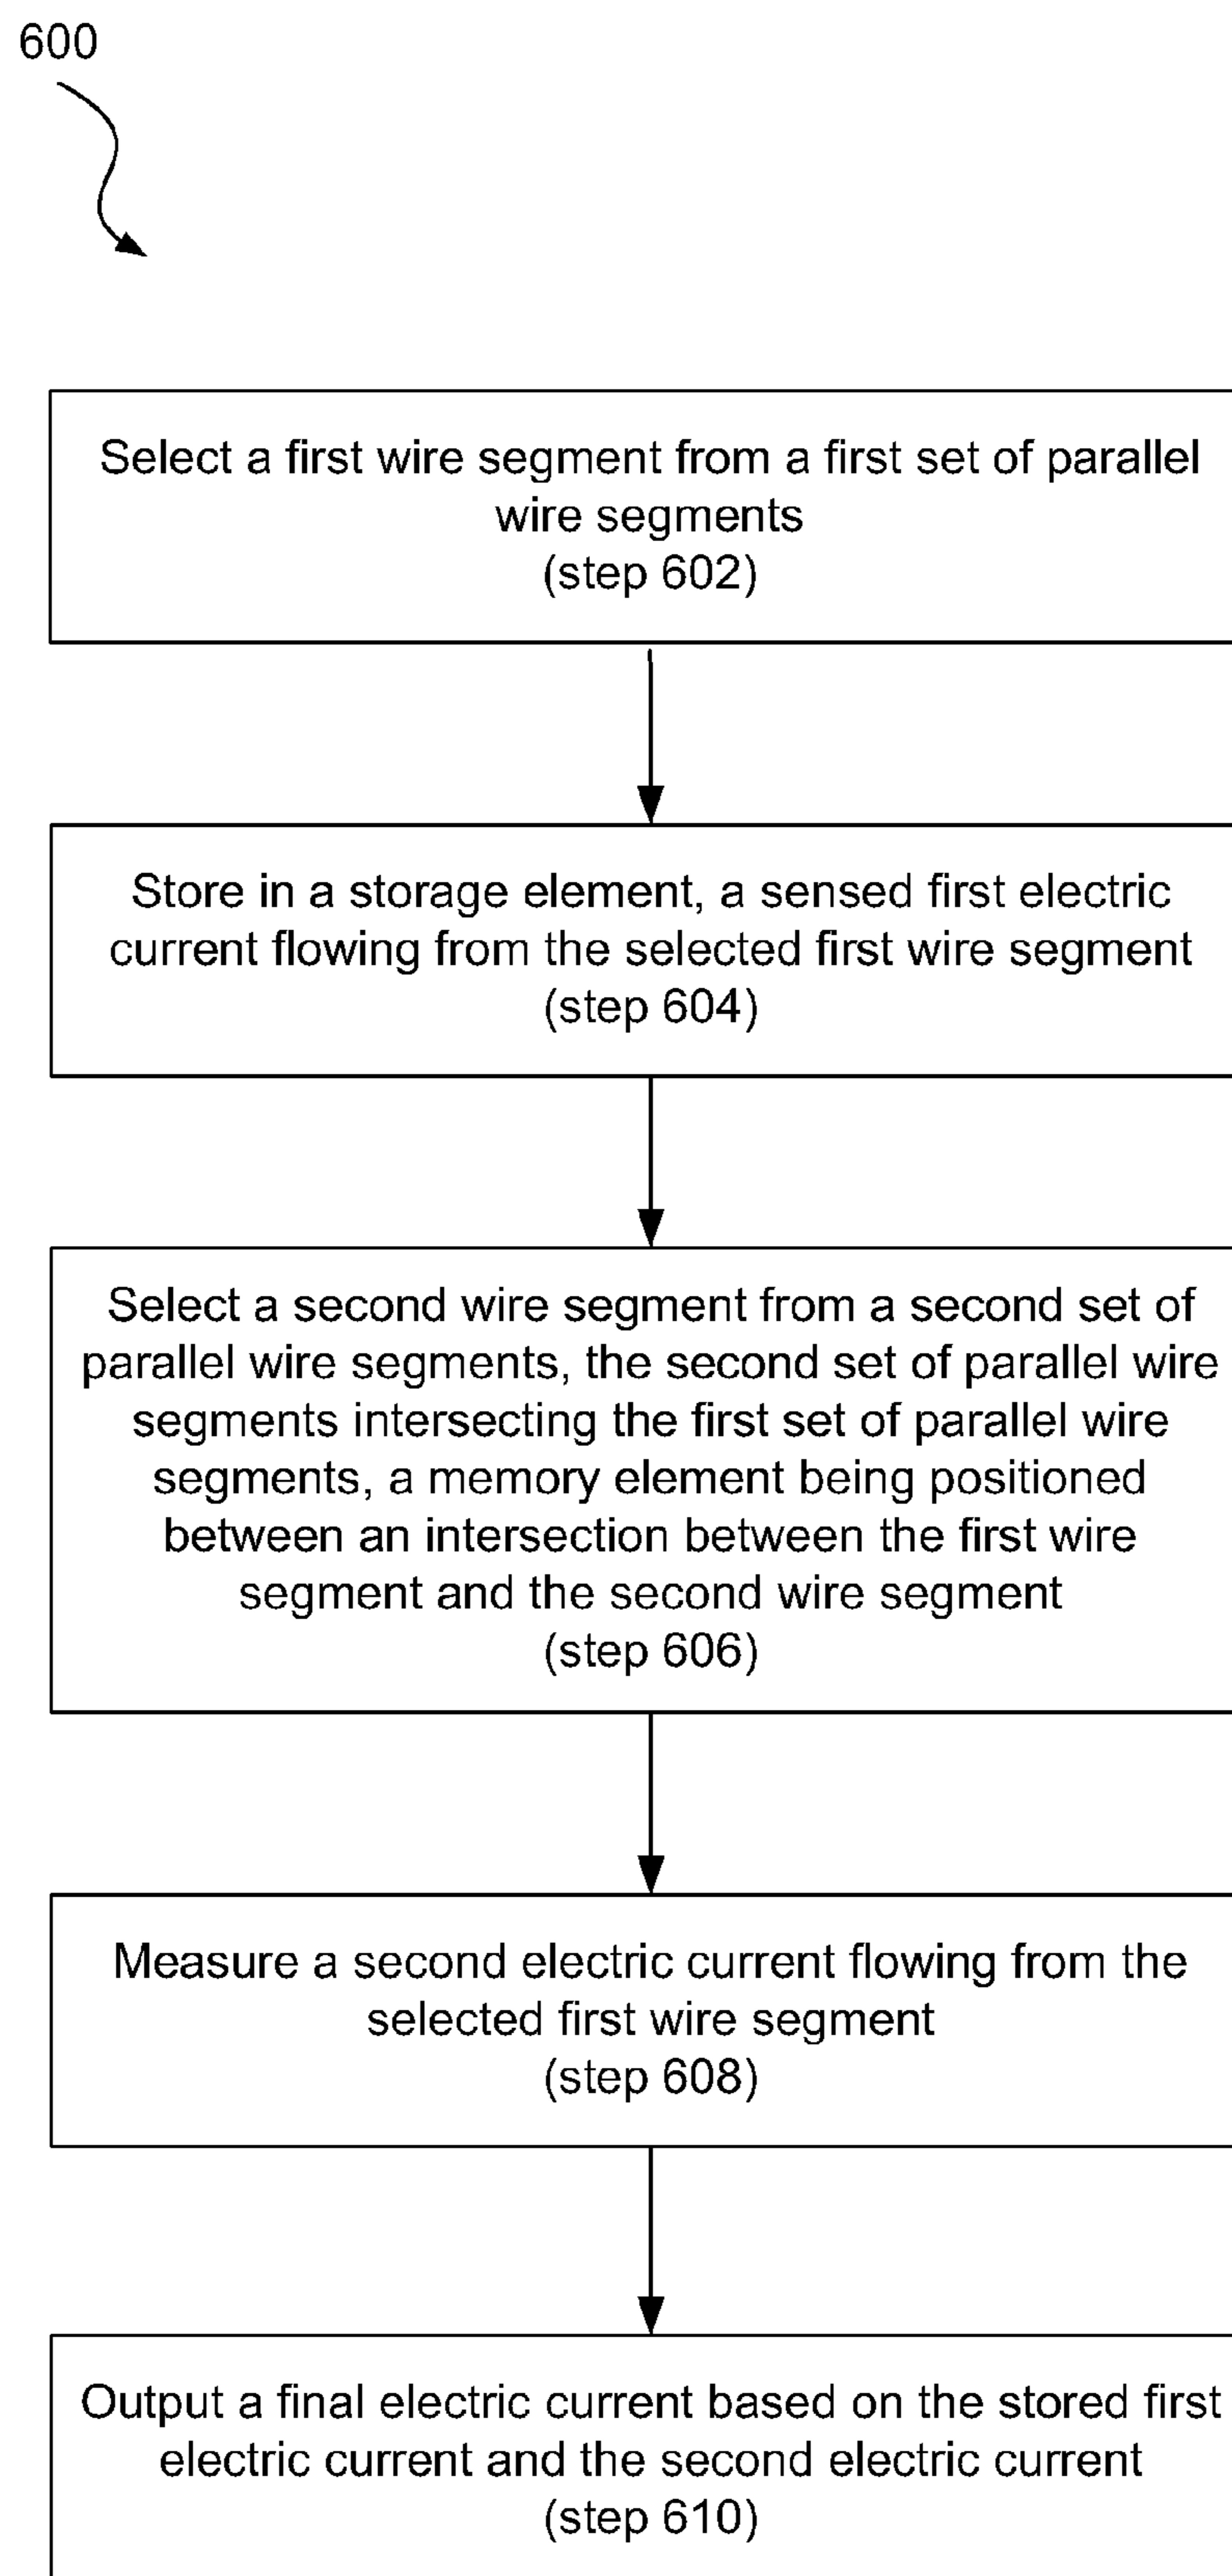 600
Select a first wire segment from a first set of parallel
wire segments
(step 602)
Store in a storage element, a sensed first electric
current flowing from the selected first wire segment
(step 604)
Select a second wire segment from a second set of
parallel wire segments, the second set of parallel wire
segments intersecting the first set of parallel wire
segments, a memory element being positioned
between an intersection between the first wire
segment and the second wire segment
(step 606)
Measure a second electric current flowing from the
selected first wire segment
(step 608)
Output a final electric current based on the stored first
electric current and the second electric current
(step 610)